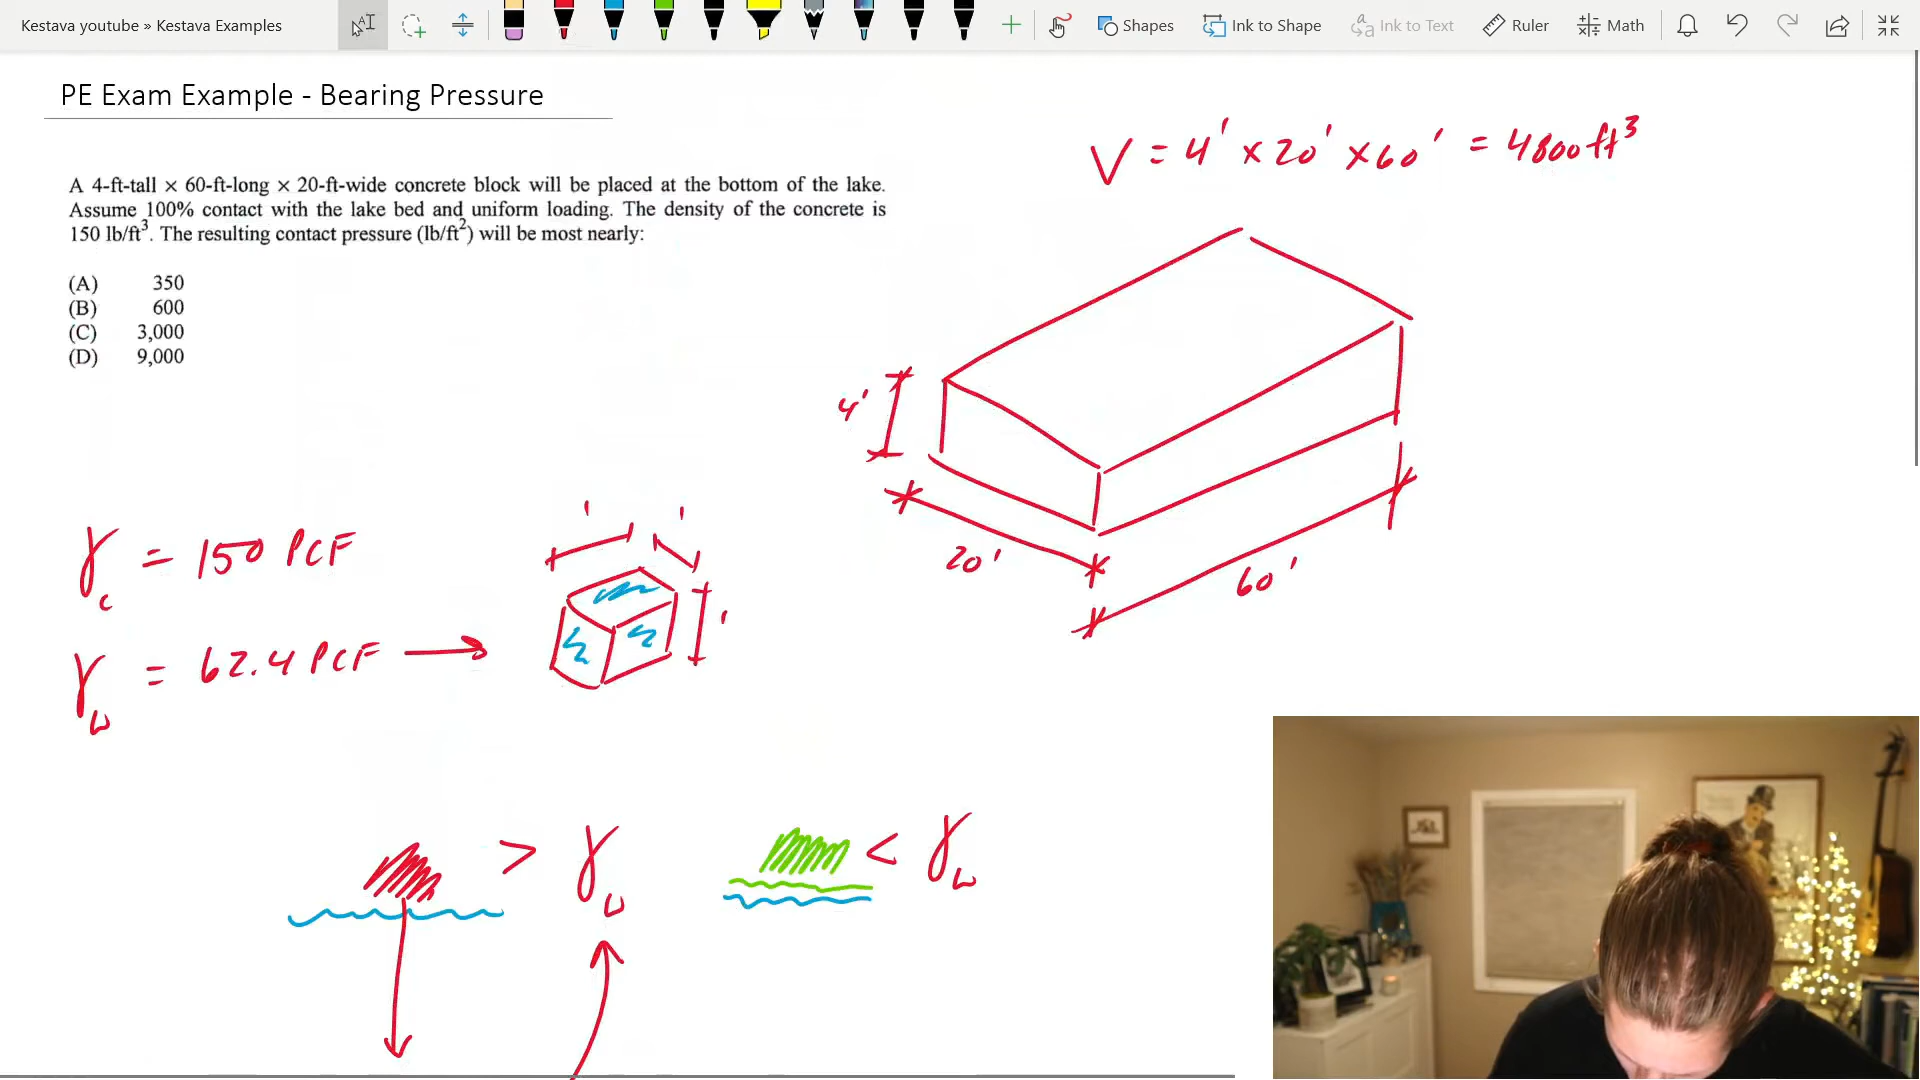 Kestava youtube » Kestava Examples
Shapes
Ink to Shape
Ink to Text
Ruler
Math
PE Exam Example - Bearing Pressure
A 4-ft-tall × 60-ft-long × 20-ft-wide concrete block will be placed at the bottom of the lake.
Assume 100% contact with the lake bed and uniform loading. The density of the concrete is
150 lb/ft³. The resulting contact pressure (lb/ft²) will be most nearly:
(A) 350
(B) 600
(C) 3,000
(D) 9,000
V = 4' × 20' × 60' = 4800 ft³
4'
20'
60'
γc = 150 PCF
γw = 62.4 PCF
' '
'
> γw
< γw